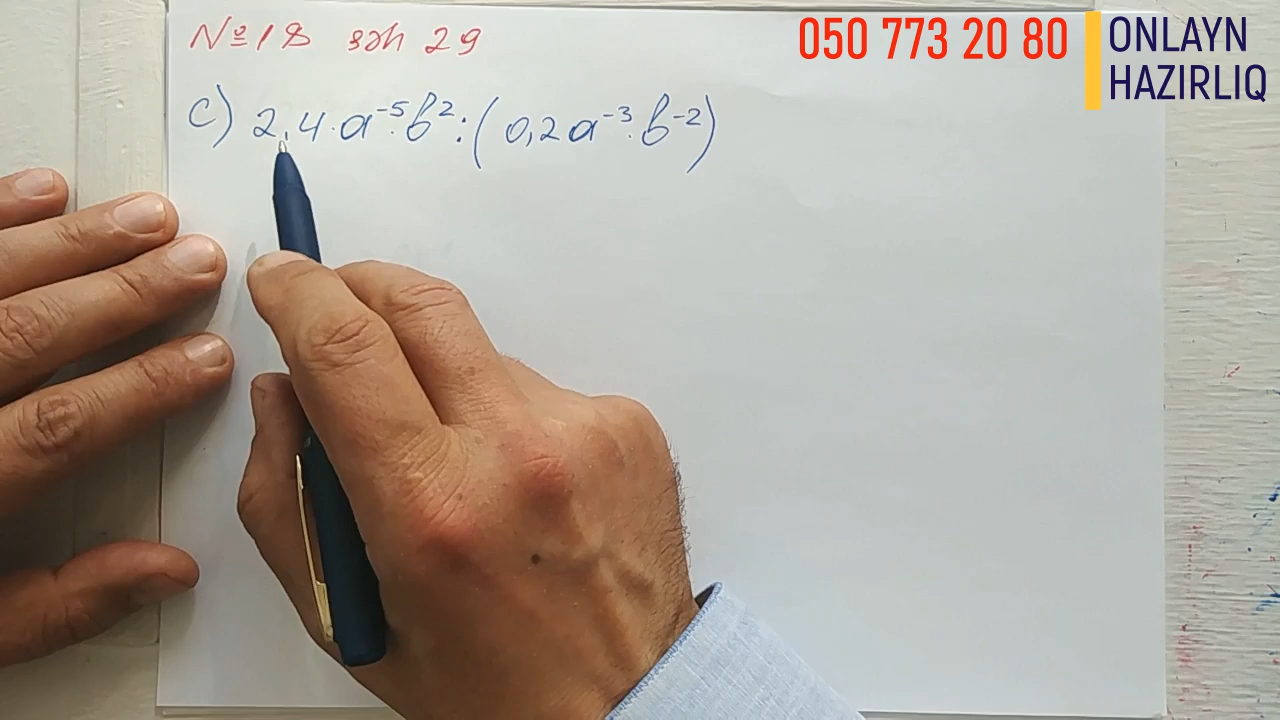 №18 səh 29
050 773 20 80
ONLAYN
HAZIRLIQ
c) 2,4·a⁻⁵·b²:(0,2a⁻³·b⁻²)